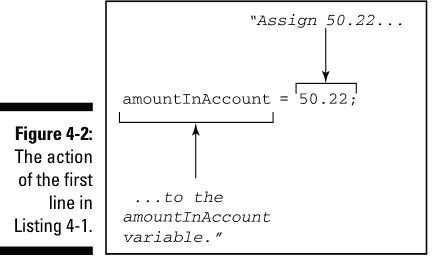 "Assign 50.22...
amountInAccount = 50.22;
...to the
amountInAccount
variable."
Figure 4-2:
The action
of the first
line in
Listing 4-1.